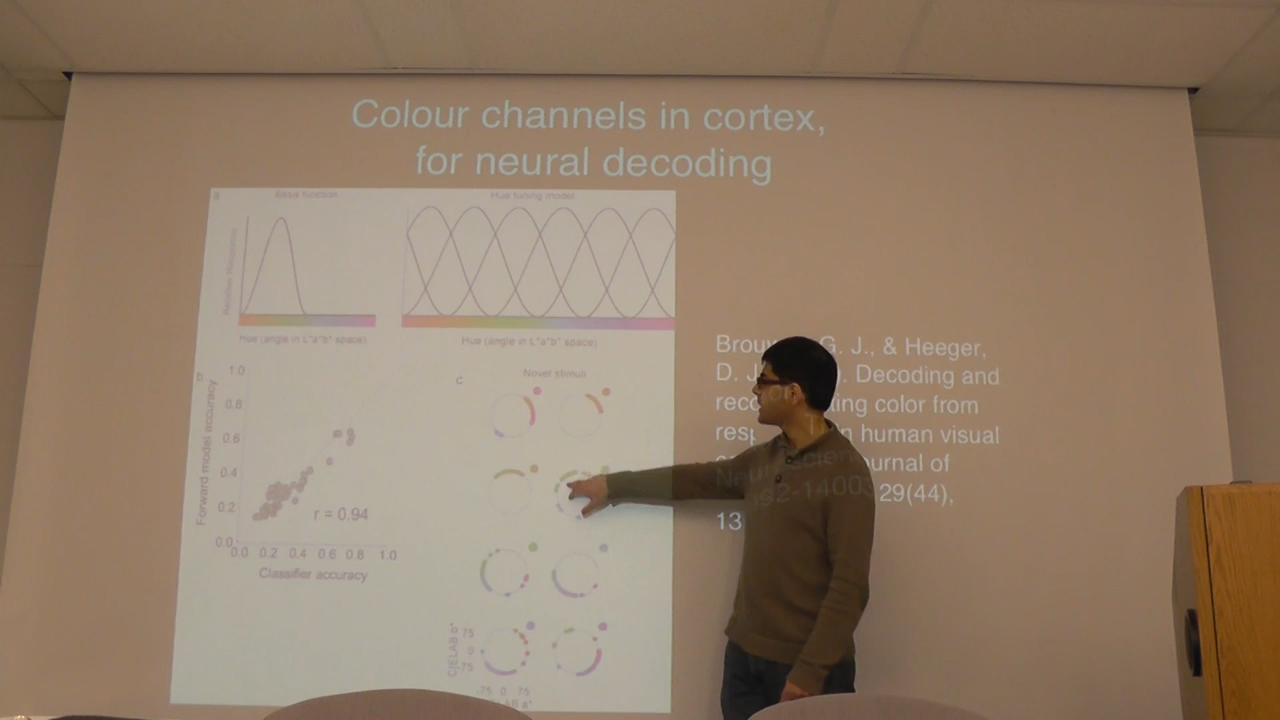 Colour channels in cortex,
for neural decoding
a
Basis function
Hue tuning model
Hue (angle in L*a*b* space)
Hue (angle in L*a*b* space)
1.0
0.8
0.6
0.4
0.2
0.0
Forward model accuracy
r = 0.94
0.0 0.2 0.4 0.6 0.8 1.0
Classifier accuracy
c
Novel stimuli
CIELAB b*
75
0
75
-75 0 75
G. J., & Heeger,
D. J. Decoding and
color from
human visual
Journal of
29(44),
13